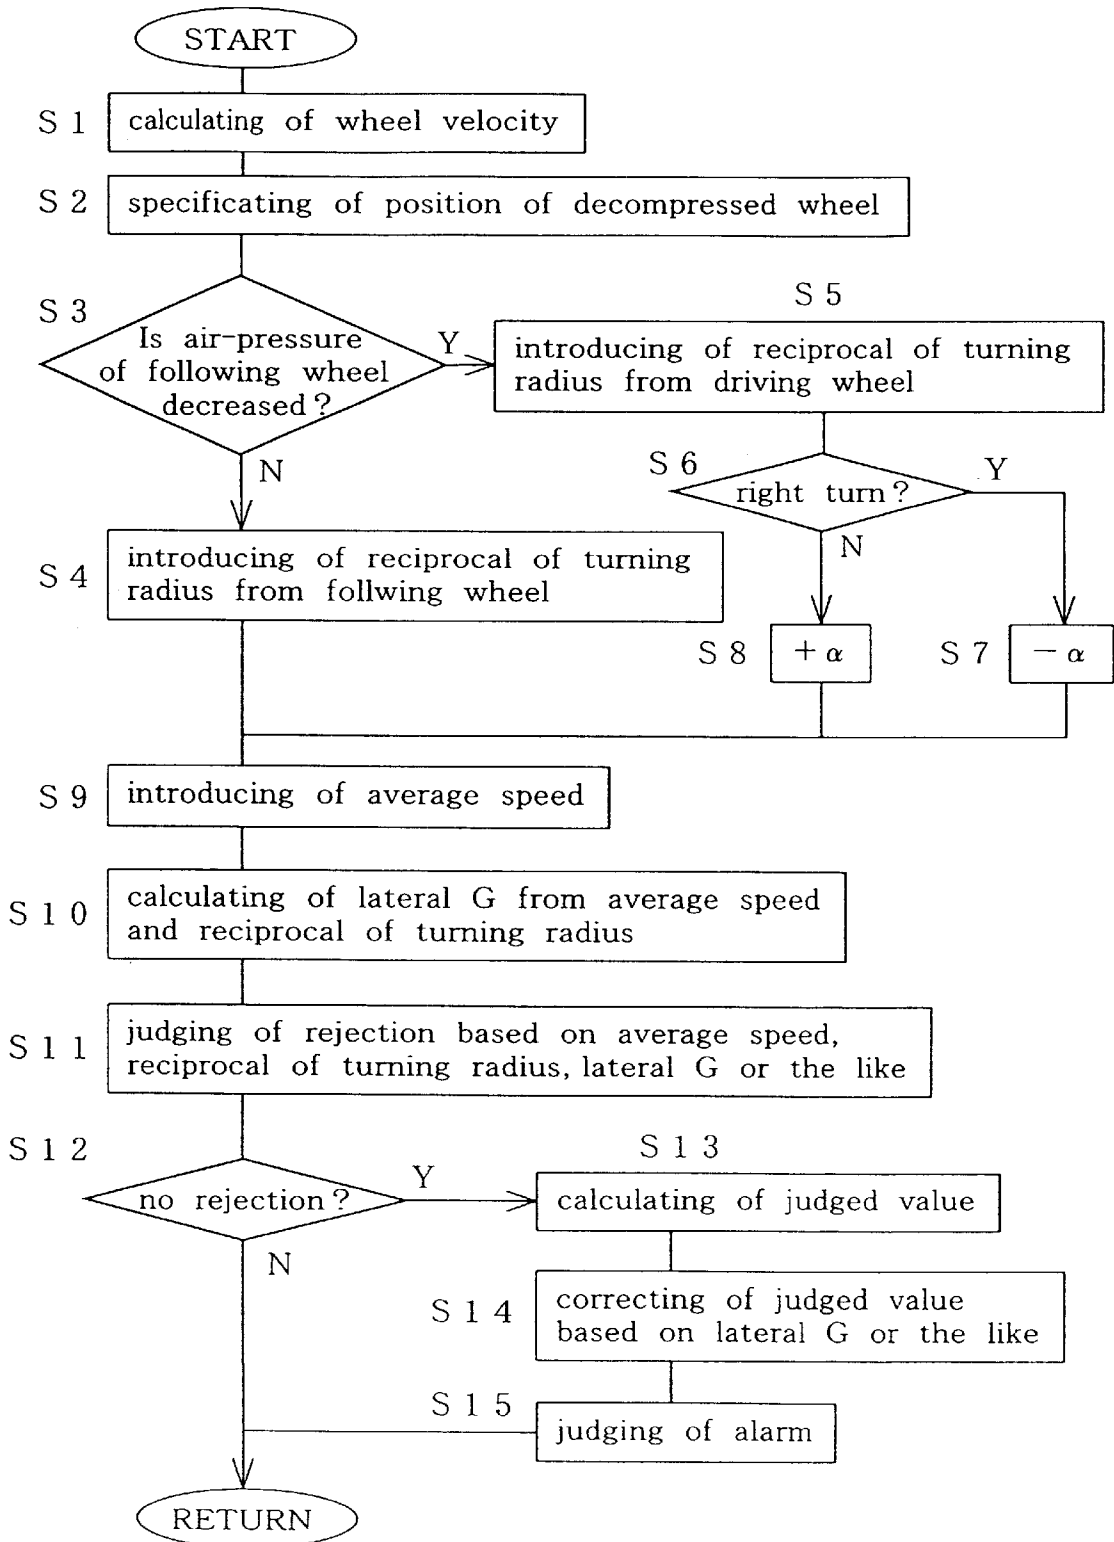 START
S 1
calculating of wheel velocity
S 2
specificating of position of decompressed wheel
S 3
Is air-pressure
of following wheel
decreased?
Y
N
S 5
introducing of reciprocal of turning
radius from driving wheel
S 6
right turn?
Y
N
S 4
introducing of reciprocal of turning
radius from follwing wheel
S 8
+α
S 7
−α
S 9
introducing of average speed
S 1 0
calculating of lateral G from average speed
and reciprocal of turning radius
S 1 1
judging of rejection based on average speed,
reciprocal of turning radius, lateral G or the like
S 1 2
no rejection?
Y
N
S 1 3
calculating of judged value
S 1 4
correcting of judged value
based on lateral G or the like
S 1 5
judging of alarm
RETURN